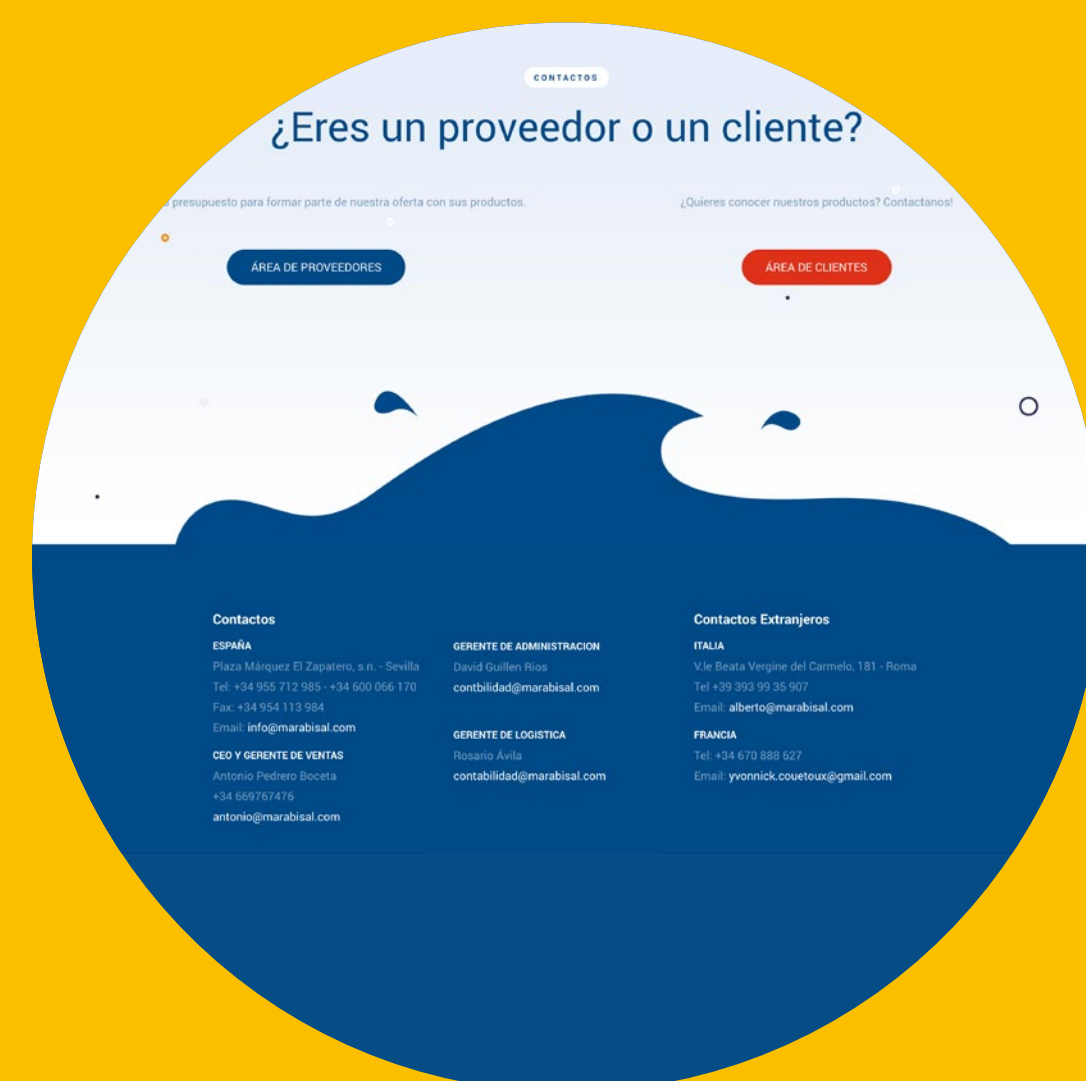 CONTACTOS
¿Eres un proveedor o un cliente?
presupuesto para formar parte de nuestra oferta con sus productos.
¿Quieres conocer nuestros productos? Contactanos!
ÁREA DE PROVEEDORES
ÁREA DE CLIENTES
Contactos
ESPAÑA
Plaza Márquez El Zapatero, s.n. - Sevilla
Tel: +34 955 712 985 - +34 600 066 170
Fax: +34 954 113 984
Email: info@marabisal.com
CEO Y GERENTE DE VENTAS
Antonio Pedrero Boceta
+34 669767476
antonio@marabisal.com
GERENTE DE ADMINISTRACION
David Guillen Rios
contbilidad@marabisal.com
GERENTE DE LOGISTICA
Rosario Ávila
contabilidad@marabisal.com
Contactos Extranjeros
ITALIA
V.le Beata Vergine del Carmelo, 181 - Roma
Tel +39 393 99 35 907
Email: alberto@marabisal.com
FRANCIA
Tel: +34 670 888 627
Email: yvonnick.couetoux@gmail.com